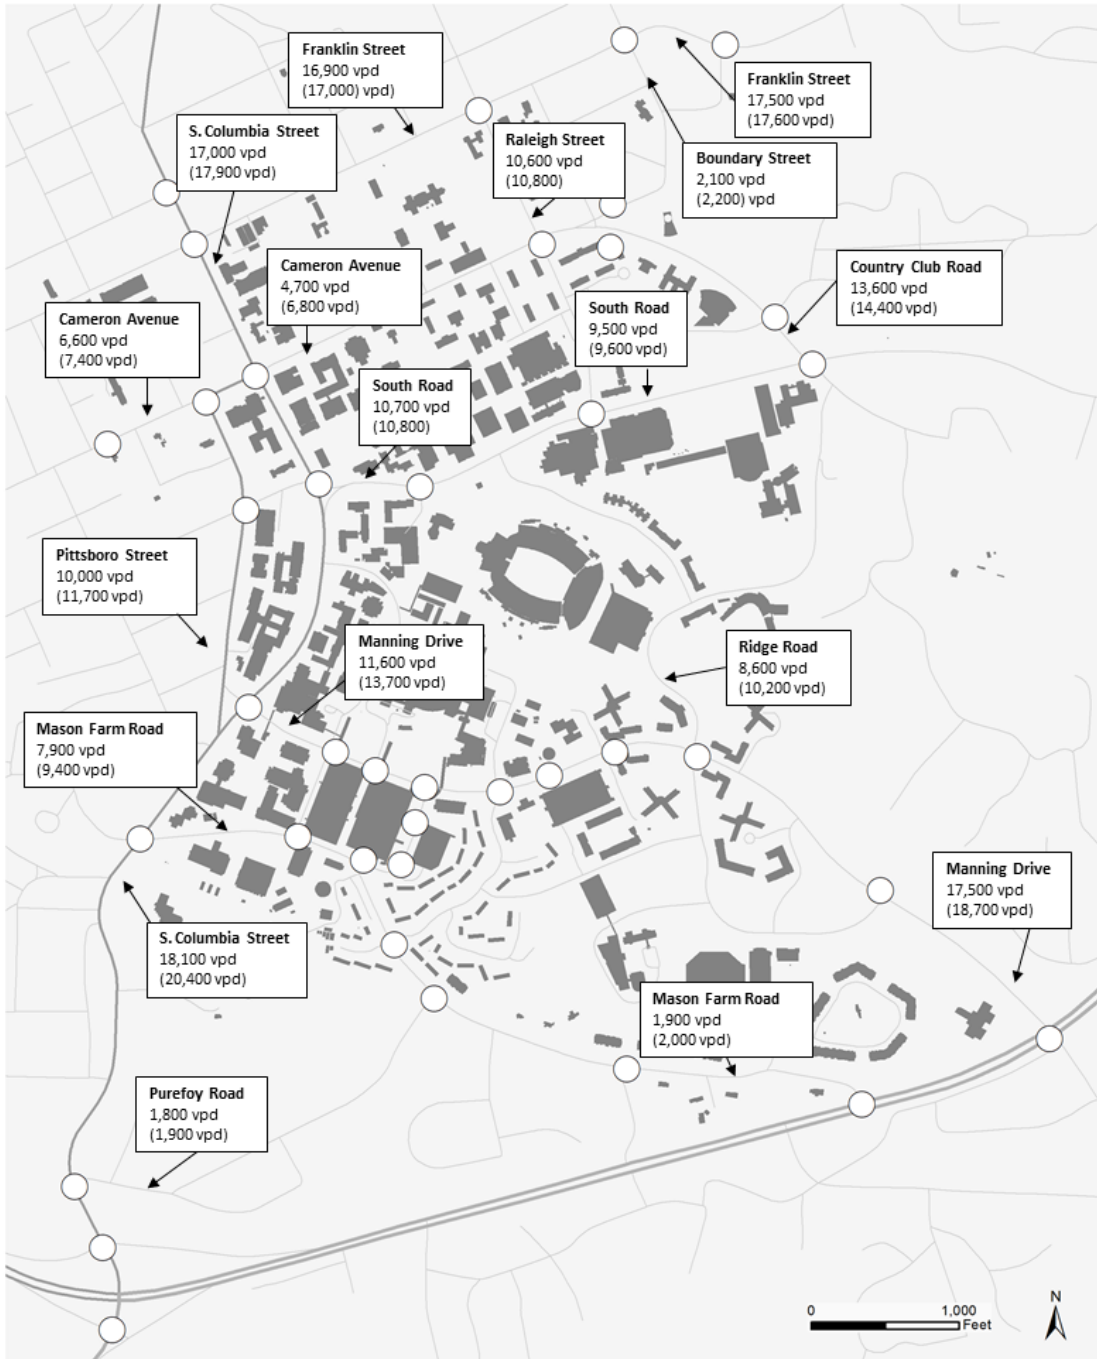 Franklin Street
16,900 vpd
(17,000) vpd)
Franklin Street
17,500 vpd
(17,600 vpd)
S. Columbia Street
17,000 vpd
(17,900 vpd)
Raleigh Street
10,600 vpd
(10,800)
Boundary Street
2,100 vpd
(2,200) vpd
Cameron Avenue
4,700 vpd
(6,800 vpd)
Country Club Road
13,600 vpd
(14,400 vpd)
Cameron Avenue
6,600 vpd
(7,400 vpd)
South Road
9,500 vpd
(9,600 vpd)
South Road
10,700 vpd
(10,800)
Pittsboro Street
10,000 vpd
(11,700 vpd)
Manning Drive
11,600 vpd
(13,700 vpd)
Ridge Road
8,600 vpd
(10,200 vpd)
Mason Farm Road
7,900 vpd
(9,400 vpd)
Manning Drive
17,500 vpd
(18,700 vpd)
S. Columbia Street
18,100 vpd
(20,400 vpd)
Mason Farm Road
1,900 vpd
(2,000 vpd)
Purefoy Road
1,800 vpd
(1,900 vpd)
N
0 1,000
Feet